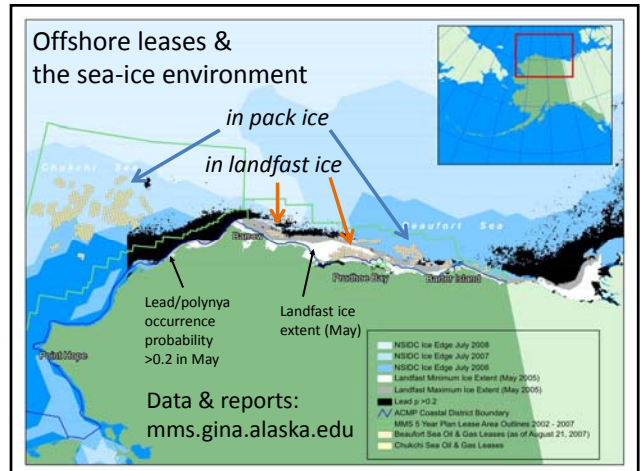 Offshore leases &
the sea-ice environment
in pack ice
in landfast ice
Chukchi Sea
Beaufort Sea
Barrow
Prudhoe Bay
Barter Island
Point Hope
Lead/polynya
occurrence
probability
>0.2 in May
Landfast ice
extent (May)
Data & reports:
mms.gina.alaska.edu
NSIDC Ice Edge July 2008
NSIDC Ice Edge July 2007
NSIDC Ice Edge July 2006
Landfast Minimum Ice Extent (May 2005)
Landfast Maximum Ice Extent (May 2005)
Lead p >0.2
ACMP Coastal District Boundary
MMS 5 Year Plan Lease Area Outlines 2002 - 2007
Beaufort Sea Oil & Gas Leases (as of August 21, 2007)
Chukchi Sea Oil & Gas Leases